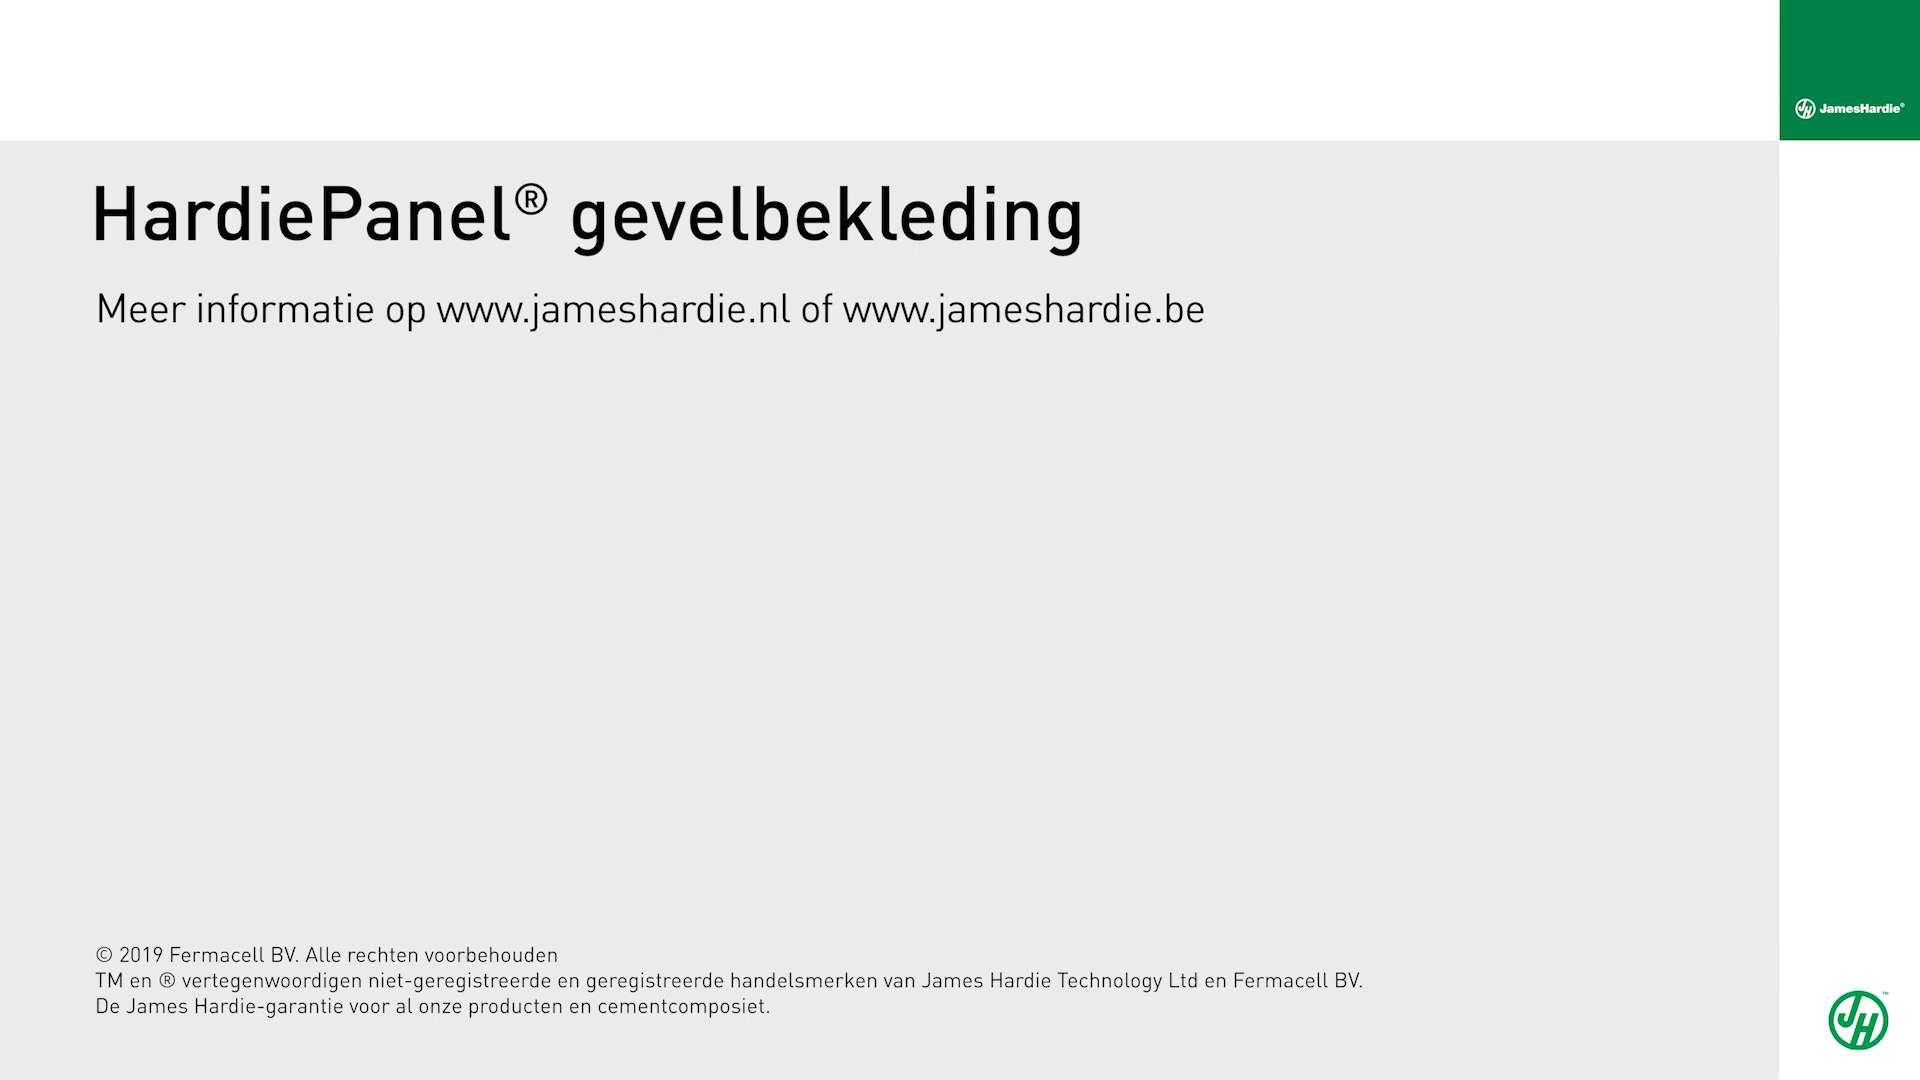 JamesHardie®
HardiePanel® gevelbekleding
Meer informatie op www.jameshardie.nl of www.jameshardie.be
© 2019 Fermacell BV. Alle rechten voorbehouden
TM en ® vertegenwoordigen niet-geregistreerde en geregistreerde handelsmerken van James Hardie Technology Ltd en Fermacell BV.
De James Hardie-garantie voor al onze producten en cementcomposiet.
JH™